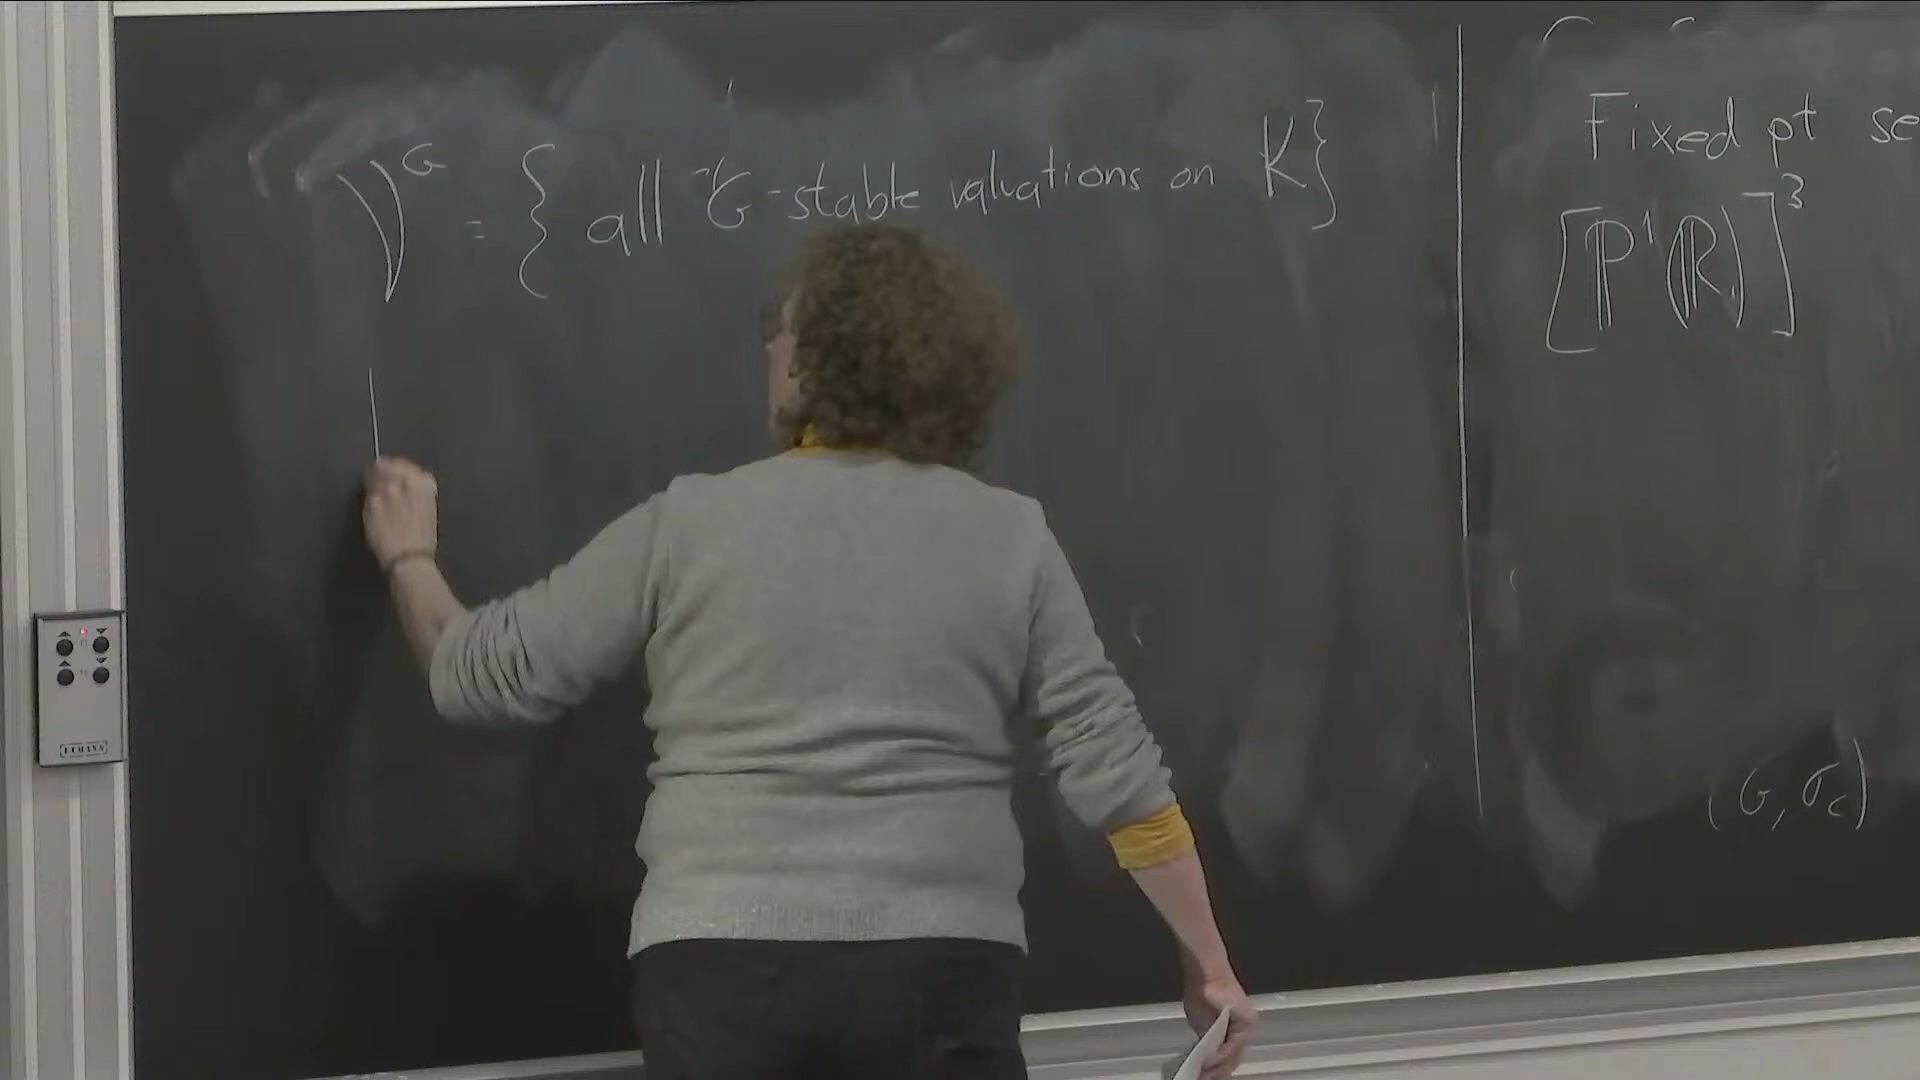 𝒱^G = { all "G-stable valuations on K}
Fixed pt se
[ℙ¹(ℝ)]³
(G, σ_c)